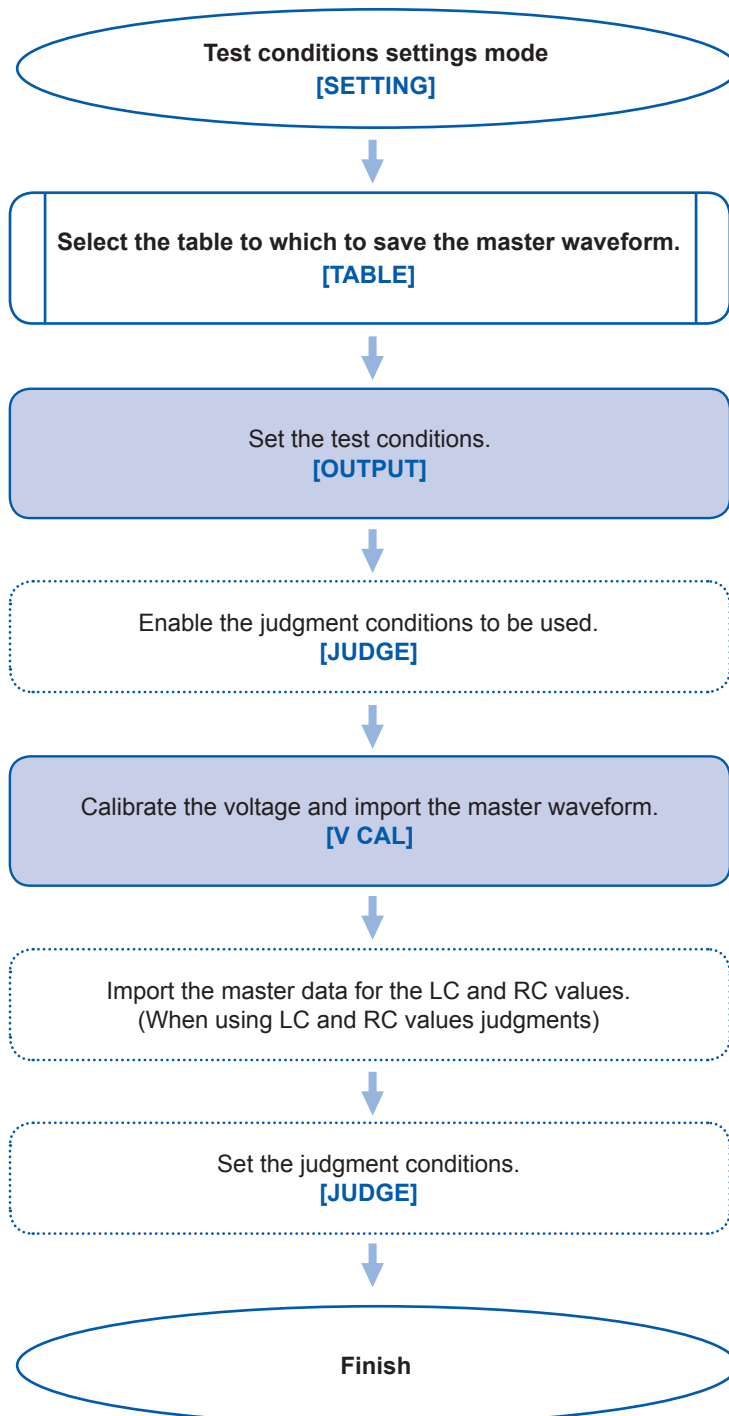 Test conditions settings mode
[SETTING]
Select the table to which to save the master waveform.
[TABLE]
Set the test conditions.
[OUTPUT]
Enable the judgment conditions to be used.
[JUDGE]
Calibrate the voltage and import the master waveform.
[V CAL]
Import the master data for the LC and RC values.
(When using LC and RC values judgments)
Set the judgment conditions.
[JUDGE]
Finish